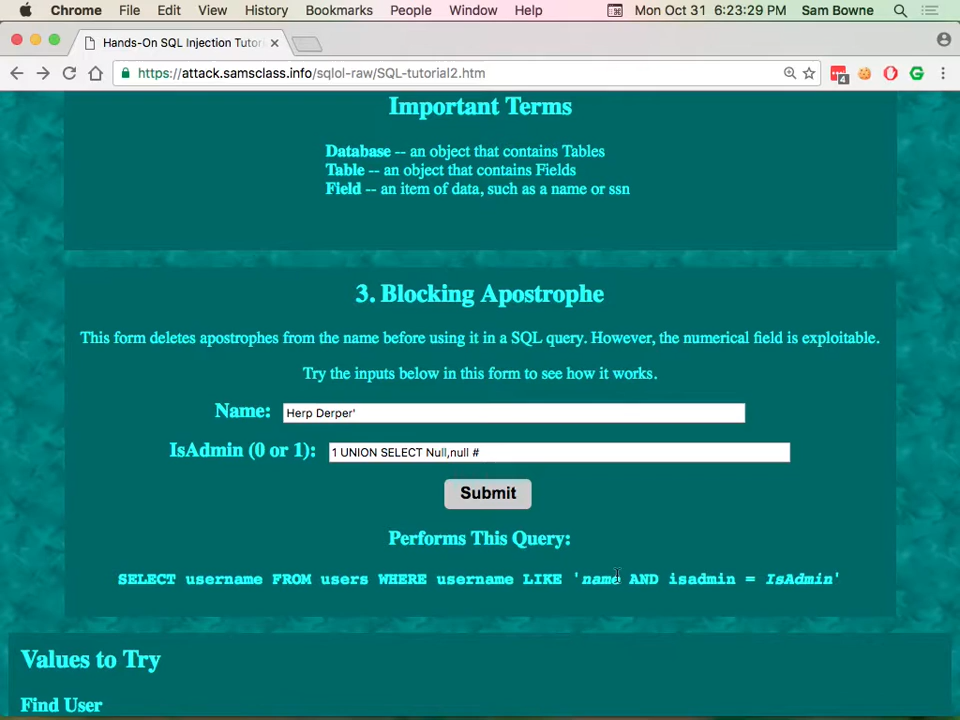 Chrome File Edit View History Bookmarks People Window Help Mon Oct 31 6:23:29 PM Sam Bowne
Hands-On SQL Injection Tutor
https://attack.samsclass.info/sqlol-raw/SQL-tutorial2.htm
4
Important Terms
Database -- an object that contains Tables
Table -- an object that contains Fields
Field -- an item of data, such as a name or ssn
3. Blocking Apostrophe
This form deletes apostrophes from the name before using it in a SQL query. However, the numerical field is exploitable.
Try the inputs below in this form to see how it works.
Name: Herp Derper'
IsAdmin (0 or 1): 1 UNION SELECT Null,null #
Submit
Performs This Query:
SELECT username FROM users WHERE username LIKE 'name AND isadmin = IsAdmin'
Values to Try
Find User